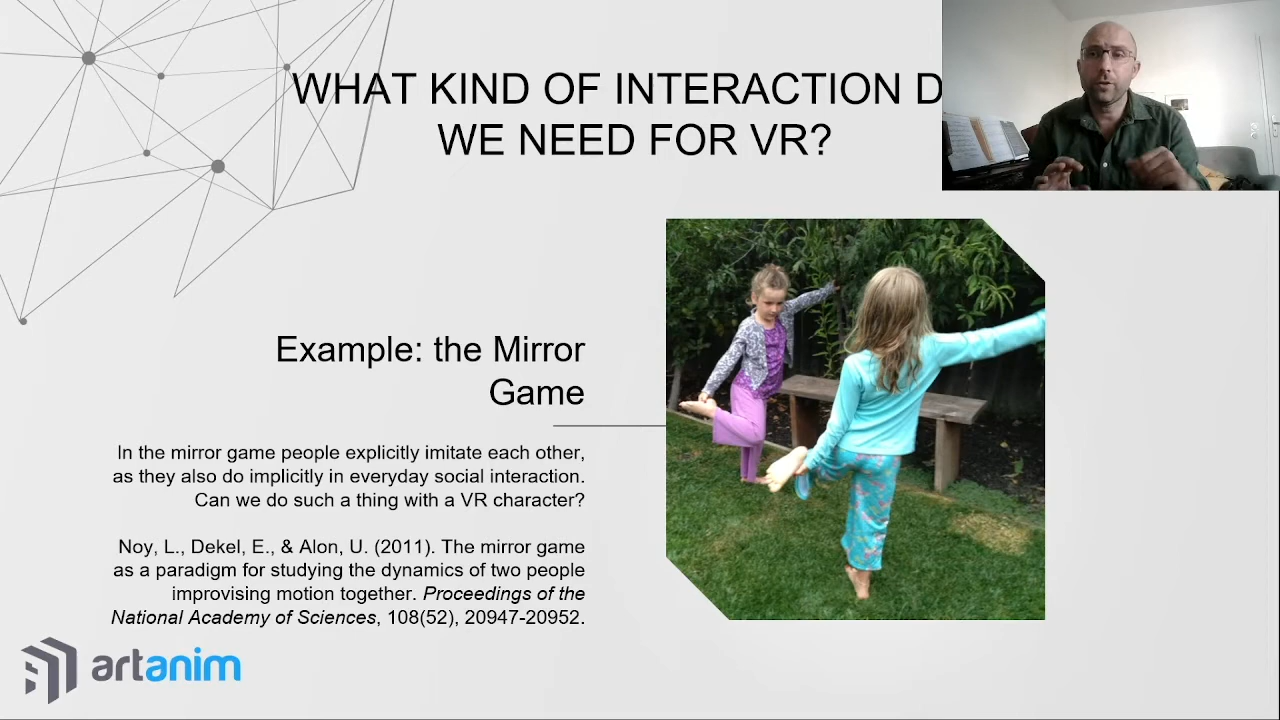 WHAT KIND OF INTERACTION D
WE NEED FOR VR?
Example: the Mirror
Game
In the mirror game people explicitly imitate each other,
as they also do implicitly in everyday social interaction.
Can we do such a thing with a VR character?
Noy, L., Dekel, E., & Alon, U. (2011). The mirror game
as a paradigm for studying the dynamics of two people
improvising motion together. Proceedings of the
National Academy of Sciences, 108(52), 20947-20952.
artanim